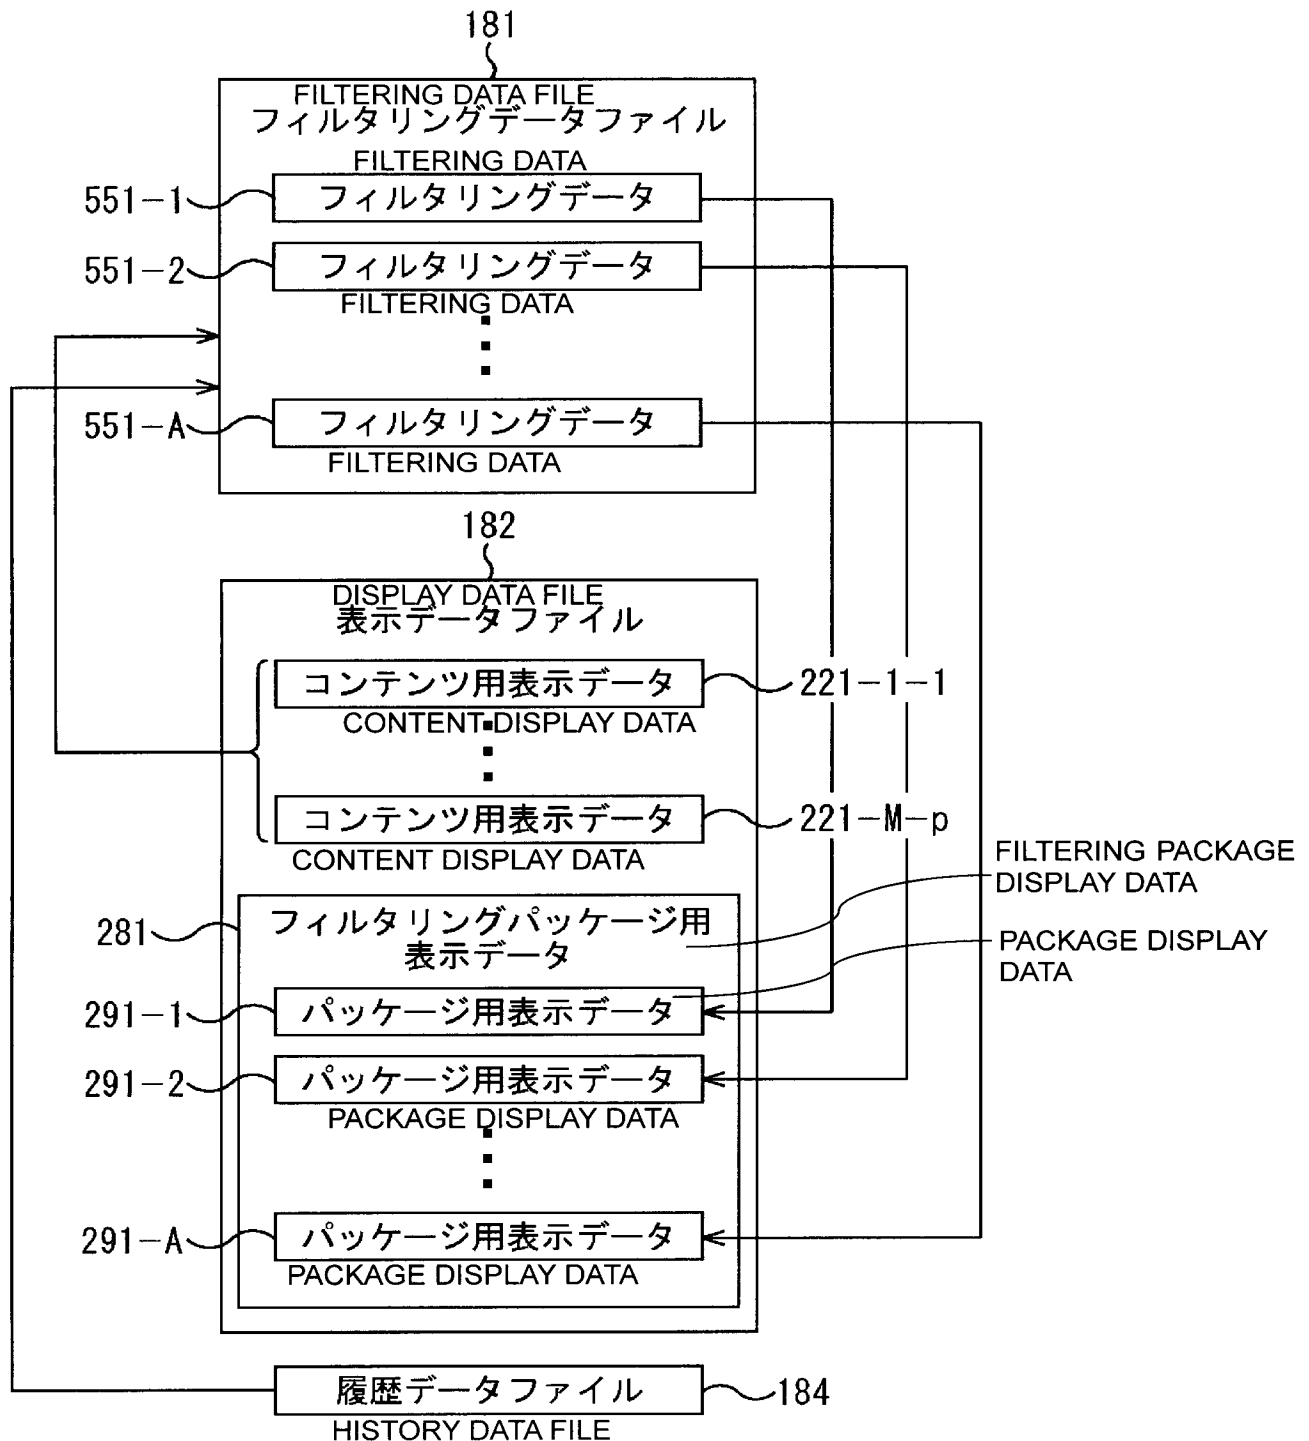 181
FILTERING DATA FILE
フィルタリングデータファイル
FILTERING DATA
551-1
フィルタリングデータ
551-2
フィルタリングデータ
FILTERING DATA
551-A
フィルタリングデータ
FILTERING DATA
182
DISPLAY DATA FILE
表示データファイル
コンテンツ用表示データ
221-1-1
CONTENT DISPLAY DATA
コンテンツ用表示データ
221-M-p
CONTENT DISPLAY DATA
FILTERING PACKAGE
DISPLAY DATA
281
フィルタリングパッケージ用
表示データ
PACKAGE DISPLAY
DATA
291-1
パッケージ用表示データ
291-2
パッケージ用表示データ
PACKAGE DISPLAY DATA
291-A
パッケージ用表示データ
PACKAGE DISPLAY DATA
履歴データファイル
184
HISTORY DATA FILE